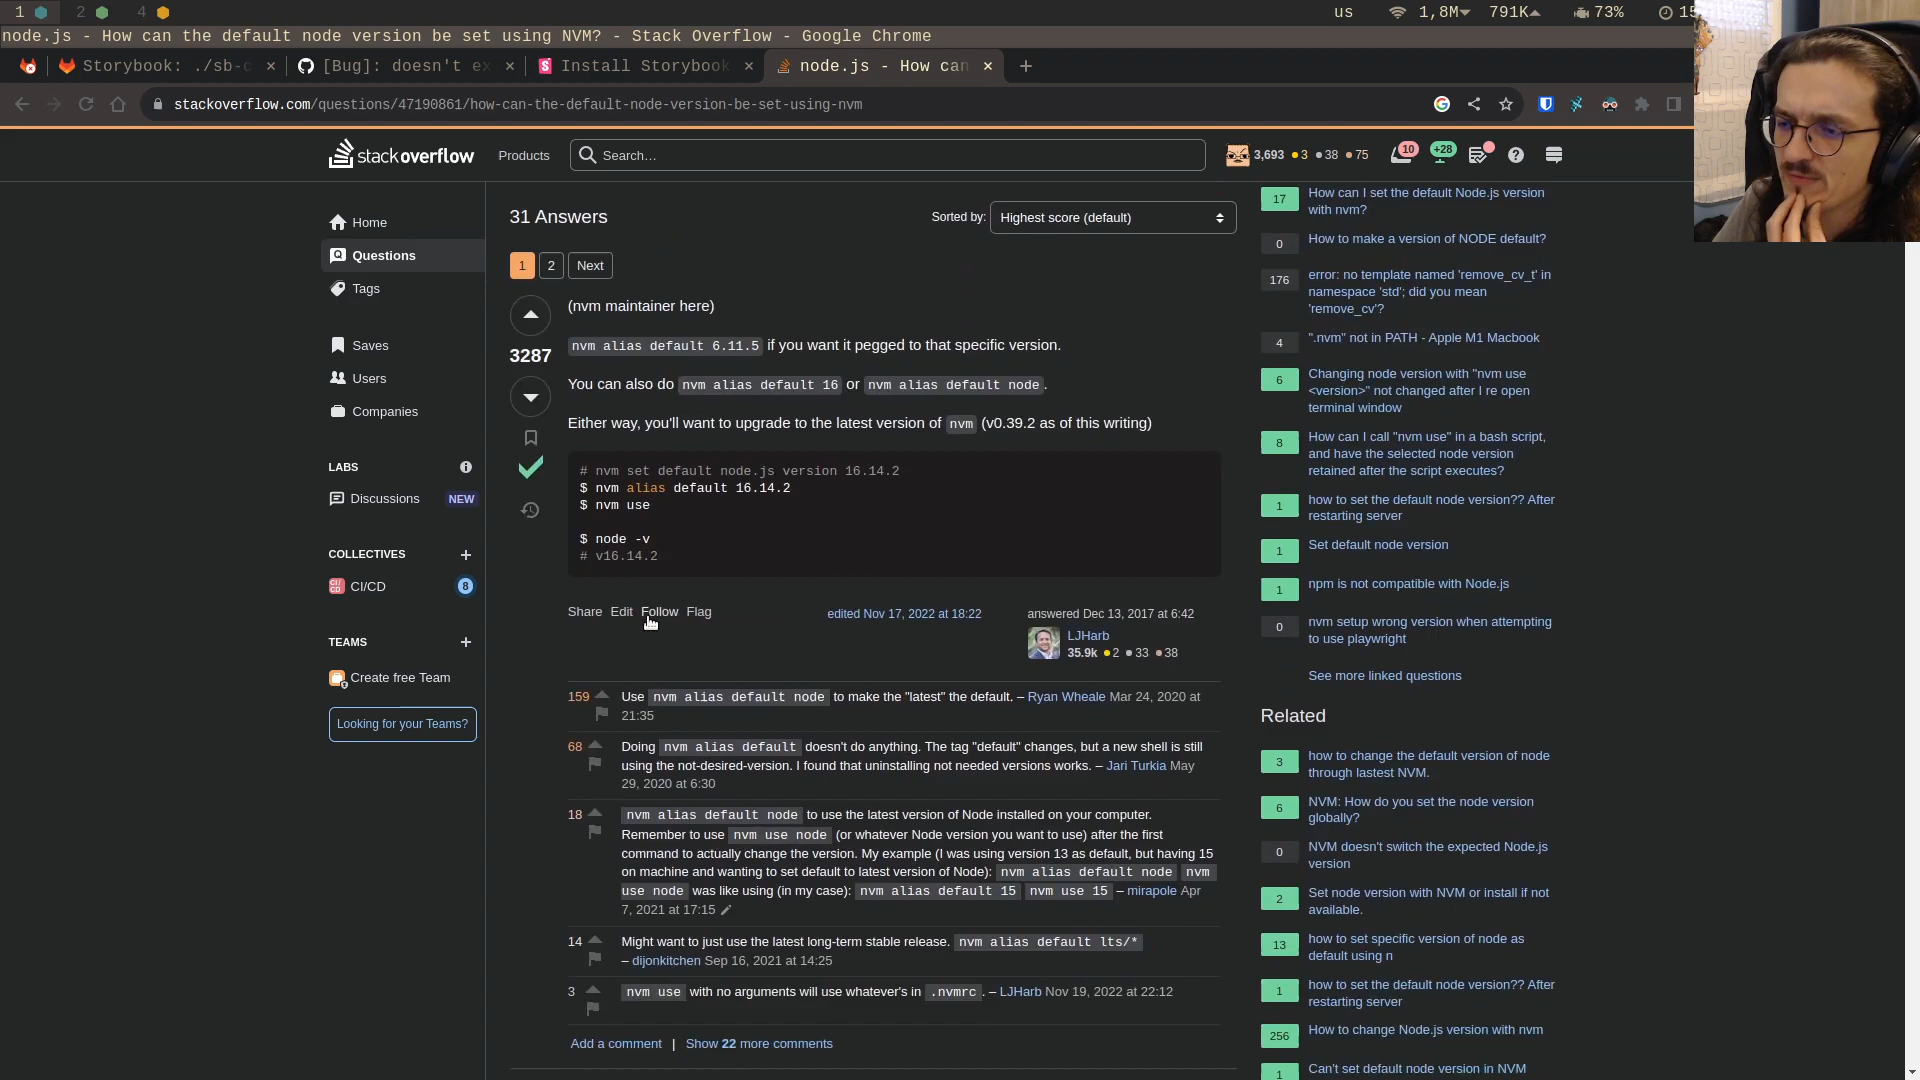 1 2 4 us 1,8M 791K 73% 15
node.js - How can the default node version be set using NVM? - Stack Overflow - Google Chrome
Storybook: ./sb-c × [Bug]: doesn't ex × Install Storybook × node.js - How can × +
stackoverflow.com/questions/47190861/how-can-the-default-node-version-be-set-using-nvm
stackoverflow Products Search… 3,693 3 38 75 10 +28
Home
Questions
Tags
Saves
Users
Companies
LABS
Discussions NEW
COLLECTIVES +
CI/CD 8
TEAMS +
Create free Team
Looking for your Teams?
31 Answers
Sorted by: Highest score (default)
1 2 Next
(nvm maintainer here)
3287
nvm alias default 6.11.5 if you want it pegged to that specific version.
You can also do nvm alias default 16 or nvm alias default node.
Either way, you'll want to upgrade to the latest version of nvm (v0.39.2 as of this writing)
# nvm set default node.js version 16.14.2
$ nvm alias default 16.14.2
$ nvm use
$ node -v
# v16.14.2
Share Edit Follow Flag
edited Nov 17, 2022 at 18:22
answered Dec 13, 2017 at 6:42
LJHarb
35.9k 2 33 38
159 Use nvm alias default node to make the "latest" the default. – Ryan Wheale Mar 24, 2020 at
21:35
68 Doing nvm alias default doesn't do anything. The tag "default" changes, but a new shell is still
using the not-desired-version. I found that uninstalling not needed versions works. – Jari Turkia May
29, 2020 at 6:30
18 nvm alias default node to use the latest version of Node installed on your computer.
Remember to use nvm use node (or whatever Node version you want to use) after the first
command to actually change the version. My example (I was using version 13 as default, but having 15
on machine and wanting to set default to latest version of Node): nvm alias default node nvm
use node was like using (in my case): nvm alias default 15 nvm use 15 – mirapole Apr
7, 2021 at 17:15
14 Might want to just use the latest long-term stable release. nvm alias default lts/*
– dijonkitchen Sep 16, 2021 at 14:25
3 nvm use with no arguments will use whatever's in .nvmrc. – LJHarb Nov 19, 2022 at 22:12
Add a comment | Show 22 more comments
17 How can I set the default Node.js version
with nvm?
0 How to make a version of NODE default?
176 error: no template named 'remove_cv_t' in
namespace 'std'; did you mean
'remove_cv'?
4 ".nvm" not in PATH - Apple M1 Macbook
6 Changing node version with "nvm use
<version>" not changed after I re open
terminal window
8 How can I call "nvm use" in a bash script,
and have the selected node version
retained after the script executes?
1 how to set the default node version?? After
restarting server
1 Set default node version
1 npm is not compatible with Node.js
0 nvm setup wrong version when attempting
to use playwright
See more linked questions
Related
3 how to change the default version of node
through lastest NVM.
6 NVM: How do you set the node version
globally?
0 NVM doesn't switch the expected Node.js
version
2 Set node version with NVM or install if not
available.
13 how to set specific version of node as
default using n
1 how to set the default node version?? After
restarting server
256 How to change Node.js version with nvm
1 Can't set default node version in NVM